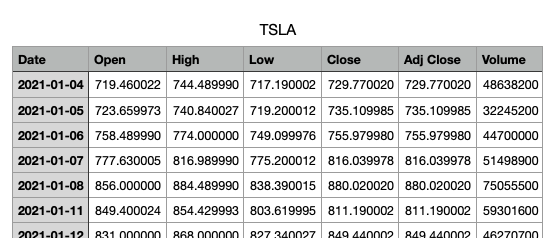 TSLA
Date Open High Low Close Adj Close Volume
2021-01-04 719.460022 744.489990 717.190002 729.770020 729.770020 48638200
2021-01-05 723.659973 740.840027 719.200012 735.109985 735.109985 32245200
2021-01-06 758.489990 774.000000 749.099976 755.979980 755.979980 44700000
2021-01-07 777.630005 816.989990 775.200012 816.039978 816.039978 51498900
2021-01-08 856.000000 884.489990 838.390015 880.020020 880.020020 75055500
2021-01-11 849.400024 854.429993 803.619995 811.190002 811.190002 59301600
2021-01-12 831.000000 868.000000 827.340027 849.440002 849.440002 46270700